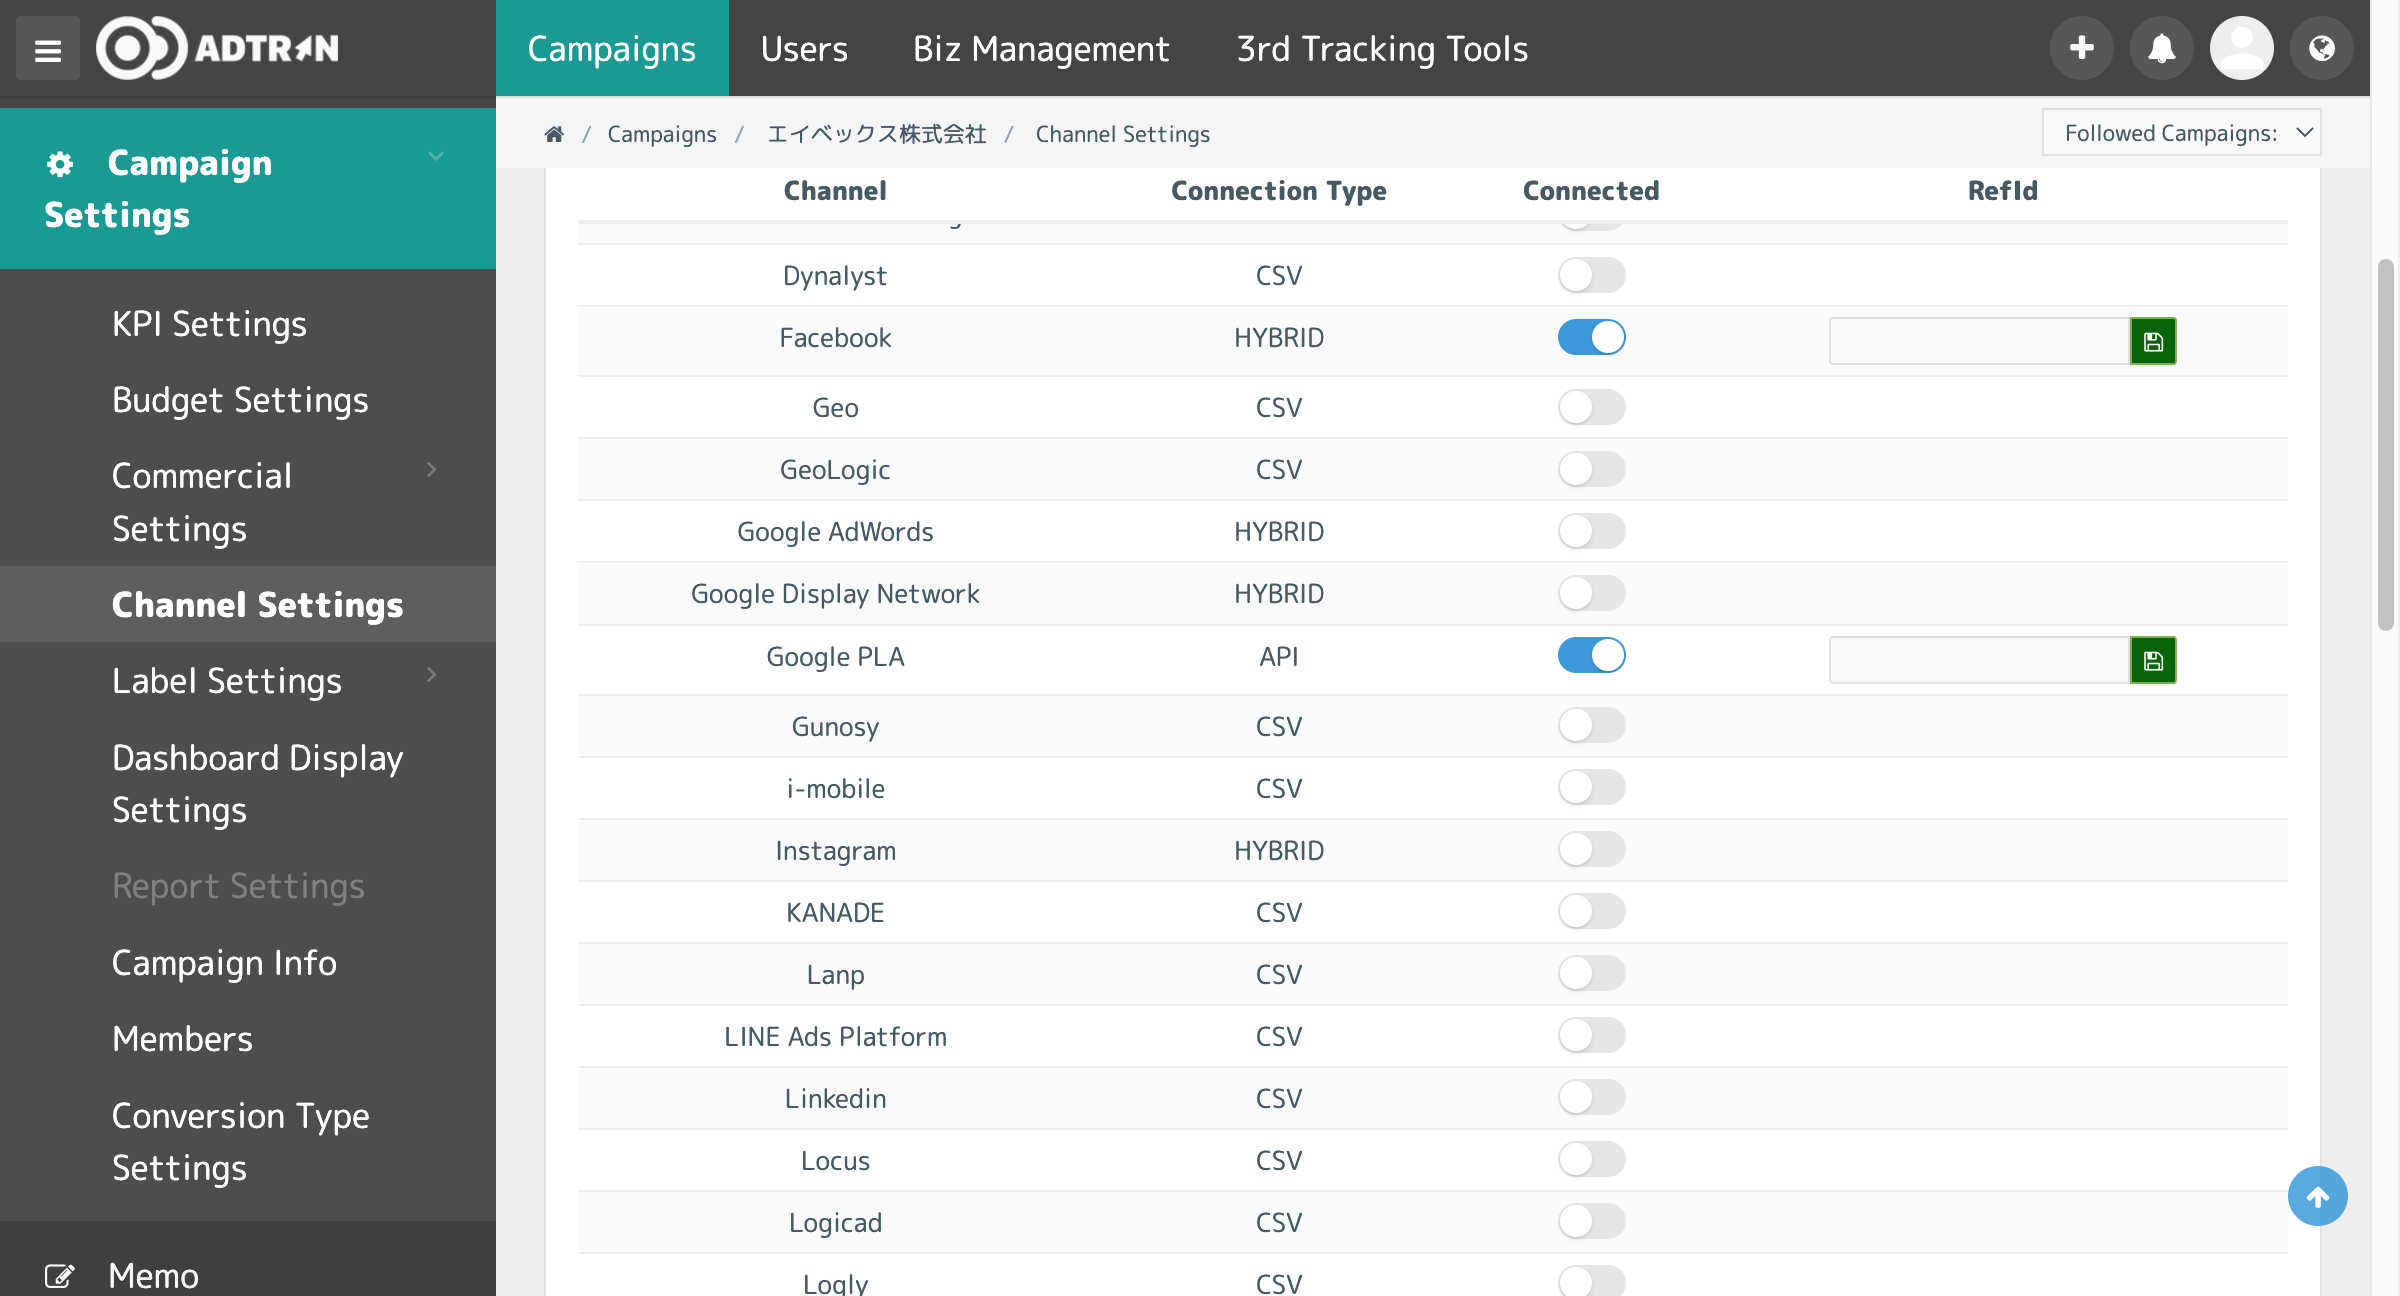 ADTRAN
Campaigns
Users
Biz Management
3rd Tracking Tools
Campaign
Settings
KPI Settings
Budget Settings
Commercial
Settings
Channel Settings
Label Settings
Dashboard Display
Settings
Report Settings
Campaign Info
Members
Conversion Type
Settings
Memo
/ Campaigns / エイベックス株式会社 / Channel Settings
Followed Campaigns:
Channel Connection Type Connected RefId
Dynalyst CSV
Facebook HYBRID
Geo CSV
GeoLogic CSV
Google AdWords HYBRID
Google Display Network HYBRID
Google PLA API
Gunosy CSV
i-mobile CSV
Instagram HYBRID
KANADE CSV
Lanp CSV
LINE Ads Platform CSV
Linkedin CSV
Locus CSV
Logicad CSV
Logly CSV